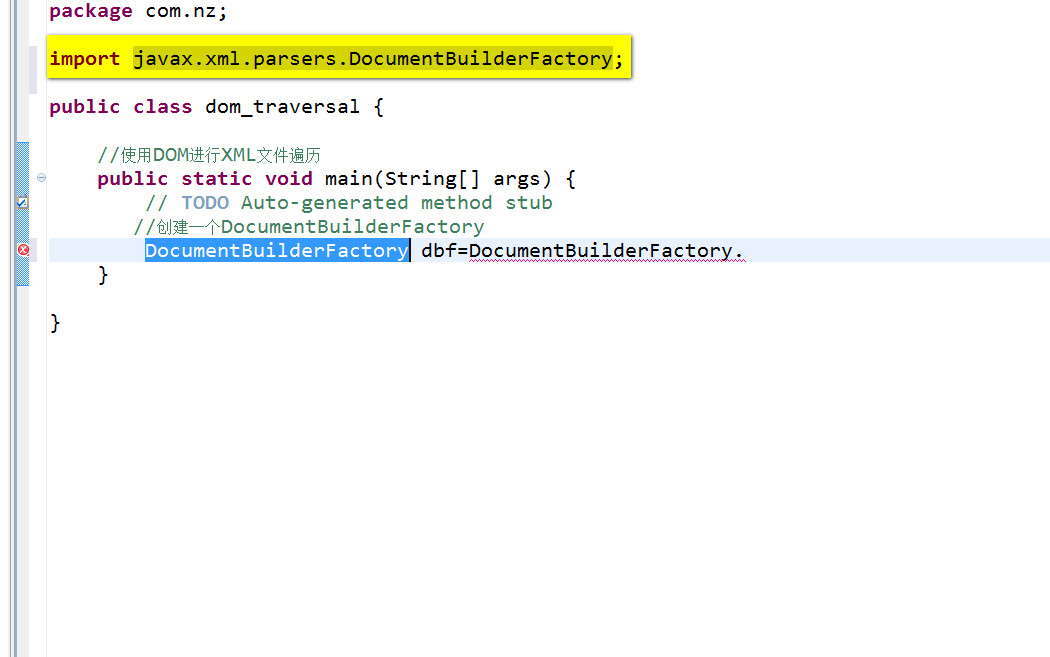 package com.nz;
import javax.xml.parsers.DocumentBuilderFactory;
public class dom_traversal {
//使用DOM进行XML文件遍历
public static void main(String[] args) {
// TODO Auto-generated method stub
//创建一个DocumentBuilderFactory
DocumentBuilderFactory dbf=DocumentBuilderFactory.
}
}